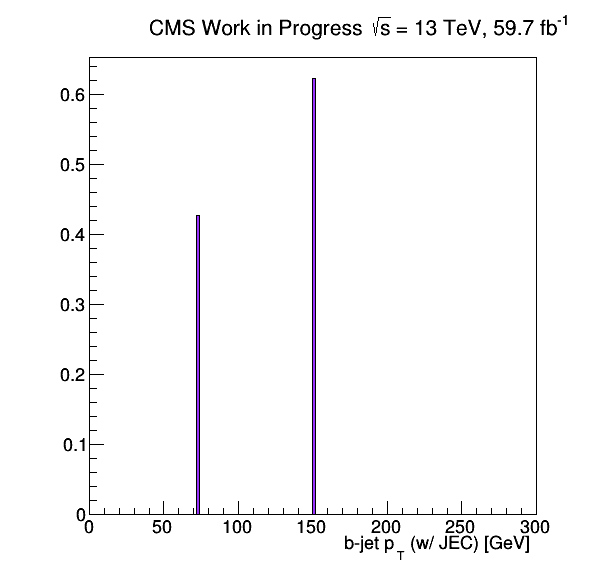 CMS Work in Progress √s = 13 TeV, 59.7 fb⁻¹
0.6
0.5
0.4
0.3
0.2
0.1
0
0 50 100 150 200 250 300
b-jet p_T (w/ JEC) [GeV]